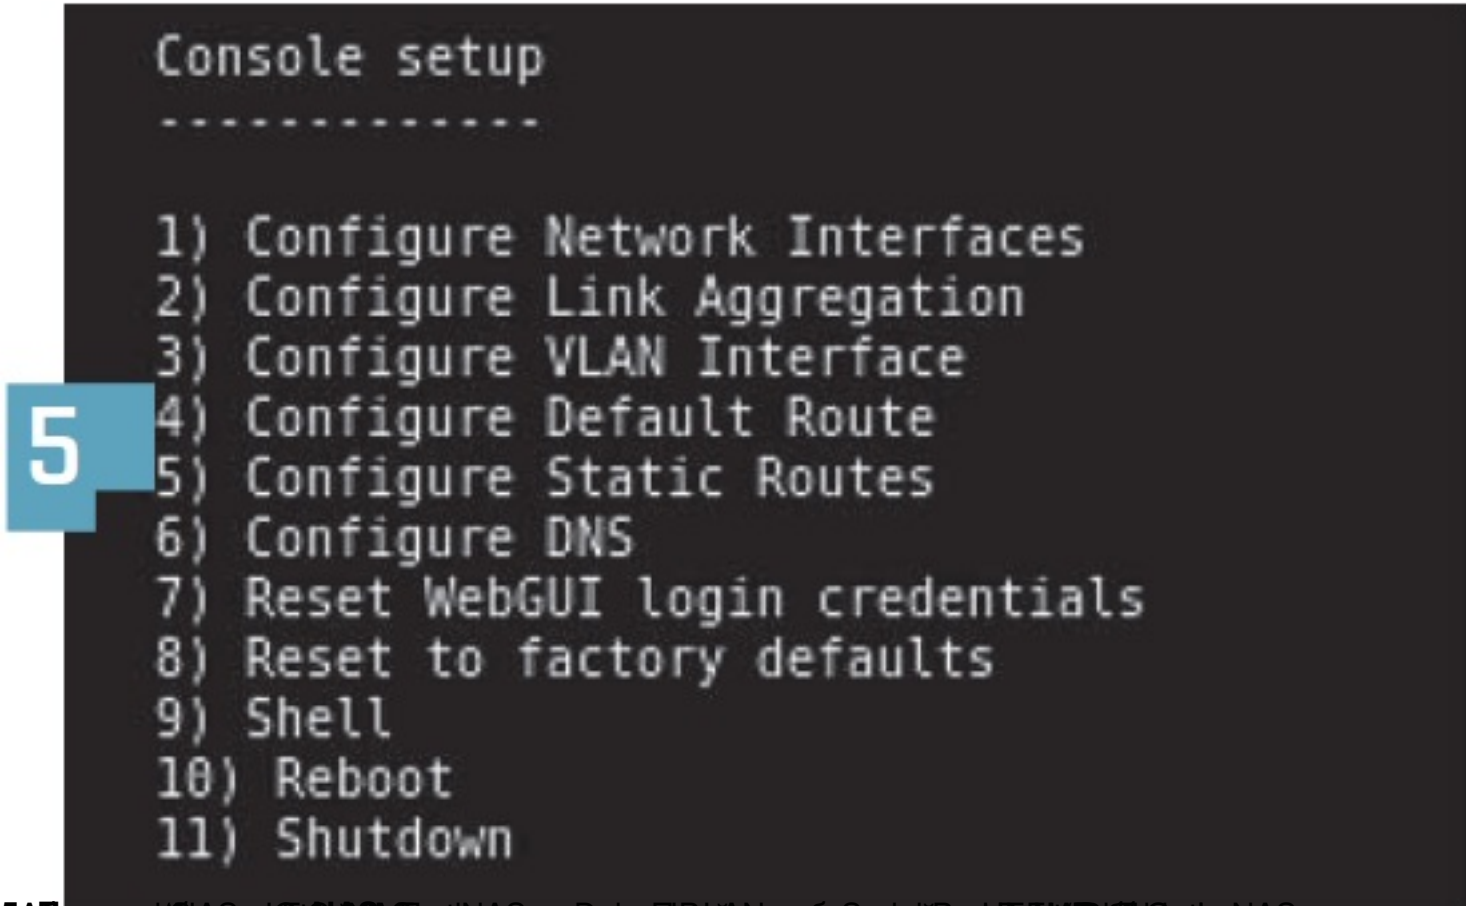 Console setup
-------------
1) Configure Network Interfaces
2) Configure Link Aggregation
3) Configure VLAN Interface
4) Configure Default Route
5) Configure Static Routes
6) Configure DNS
7) Reset WebGUI login credentials
8) Reset to factory defaults
9) Shell
10) Reboot
11) Shutdown
5